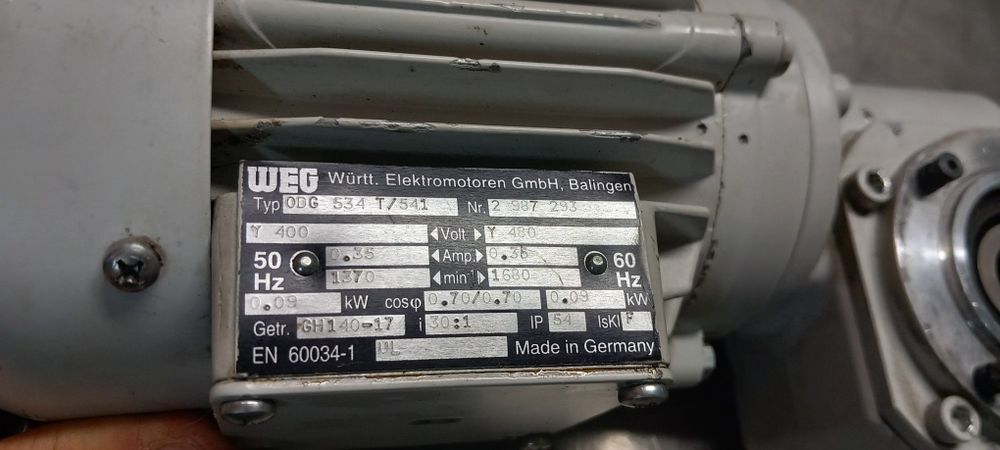 WEG Württ. Elektromotoren GmbH, Balingen
Typ ODG 534 T/541 Nr. 2 987 293
Y 400 Volt Y 480
50 Hz 0.35 Amp. 0.35 60 Hz
1370 min⁻¹ 1680
0.09 kW cosφ 0.70/0.70 0.09 kW
Getr. GH140-17 i 30:1 IP 54 IsKl F
EN 60034-1 UL Made in Germany